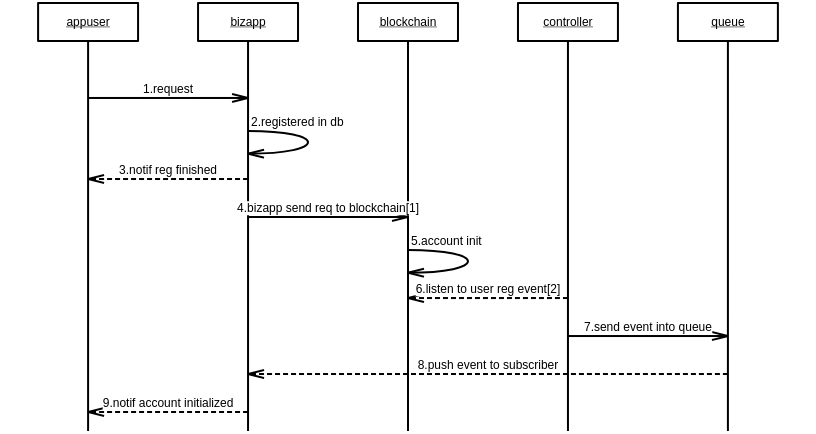 appuser
bizapp
blockchain
controller
queue
1.request
2.registered in db
3.notif reg finished
4.bizapp send req to blockchain[1]
5.account init
6.listen to user reg event[2]
7.send event into queue
8.push event to subscriber
9.notif account initialized